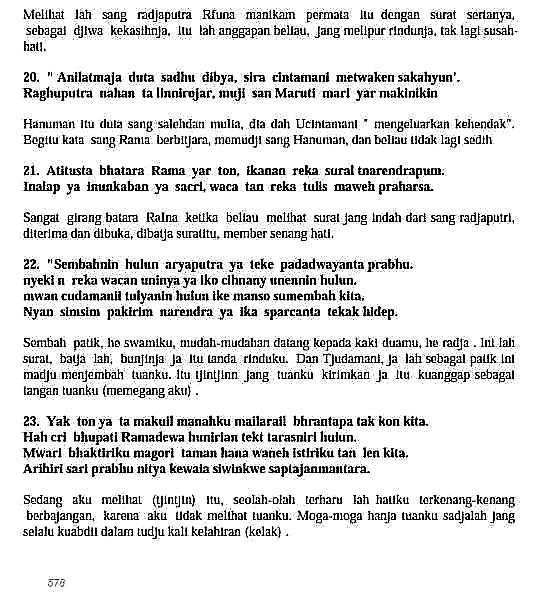 Melihat lah sang radjaputra Rfuna manikam permata itu dengan surat sertanya,
sebagai djiwa kekasihnja, itu lah anggapan beliau, jang melipur rindunja, tak lagi susah-
hati.
20. " Anilatmaja duta sadhu dibya, sira cintamani metwaken sakahyun'.
Raghuputra nahan ta linnirojar, muji san Maruti mari yar makinikin
Hanuman itu duta sang salehdan mulia, dia dah Ucintamani " mengeluarkan kehendak".
Begitu kata sang Rama berbitjara, memudji sang Hanuman, dan beliau tidak lagi sedih
21. Atitusta bhatara Rama yar ton, ikanan reka surat tnarendrapum.
Inalap ya inunkaban ya sacri, waca tan reka tulis maweh praharsa.
Sangat girang batara RaIna ketika beliau melihat surat jang indah dari sang radjaputri,
diterima dan dibuka, dibatja suratitu, member senang hati.
22. "Sembahnin hulun aryaputra ya teke padadwayanta prabhu.
nyeki n reka wacan uninya ya iko cihnany unennin hulun.
mwan cudamanii tulyanin hulun ike manso sumembah kita,
Nyan simsim pakirim narendra ya ika sparcanta tekak hidep.
Sembah patik, he swamiku, mudah-mudahan datang kepada kaki duamu, he radja . Ini lah
surat, batja lah, bunjinja ja itu tanda rinduku. Dan Tjudamani, ja lah sebagai patik ini
madju menjembah tuanku. Itu tjintjinn jang tuanku kirimkan ja itu kuanggap sebagai
tangan tuanku (memegang aku) .
23. Yak ton ya ta makuil manahku mailaraii bhrantapa tak kon kita.
Hah cri bhupati Ramadewa hunirian tekt tarasniri hulun.
Mwari bhaktiriku magori taman hana waneh istiriku tan len kita.
Arihiri sari prabhu nitya kewaia siwinkwe saptajanmantara.
Sedang aku melihat (tjintjin) itu, seolah-olah terharu lah hatiku terkenang-kenang
berbajangan, karena aku tidak melihat tuanku. Moga-moga hanja tuanku sadjalah jang
selalu kuabdii dalam tudju kali kelahiran (kelak) .
578